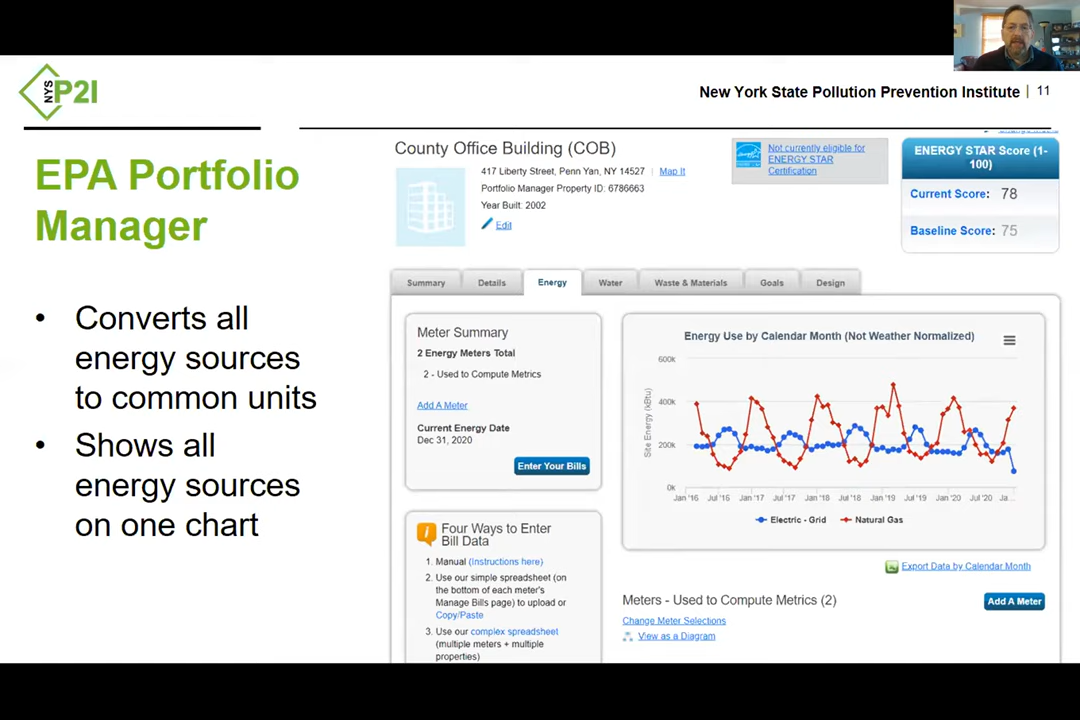 NYS P2I
New York State Pollution Prevention Institute | 11
EPA Portfolio
Manager
• Converts all
energy sources
to common units
• Shows all
energy sources
on one chart
County Office Building (COB)
417 Liberty Street, Penn Yan, NY 14527 | Map It
Portfolio Manager Property ID: 6786663
Year Built: 2002
Edit
Not currently eligible for
ENERGY STAR
Certification
ENERGY STAR Score (1-
100)
Current Score: 78
Baseline Score: 75
Summary
Details
Energy
Water
Waste & Materials
Goals
Design
Meter Summary
2 Energy Meters Total
2 - Used to Compute Metrics
Add A Meter
Current Energy Date
Dec 31, 2020
Enter Your Bills
Four Ways to Enter
Bill Data
1. Manual (Instructions here)
2. Use our simple spreadsheet (on
the bottom of each meter's
Manage Bills page) to upload or
Copy/Paste
3. Use our complex spreadsheet
(multiple meters + multiple
properties)
Energy Use by Calendar Month (Not Weather Normalized)
Site Energy (kBtu)
600k
400k
200k
0k
Jan '16 Jul '16 Jan '17 Jul '17 Jan '18 Jul '18 Jan '19 Jul '19 Jan '20 Jul '20 Ja...
Electric - Grid Natural Gas
Export Data by Calendar Month
Meters - Used to Compute Metrics (2)
Add A Meter
Change Meter Selections
View as a Diagram